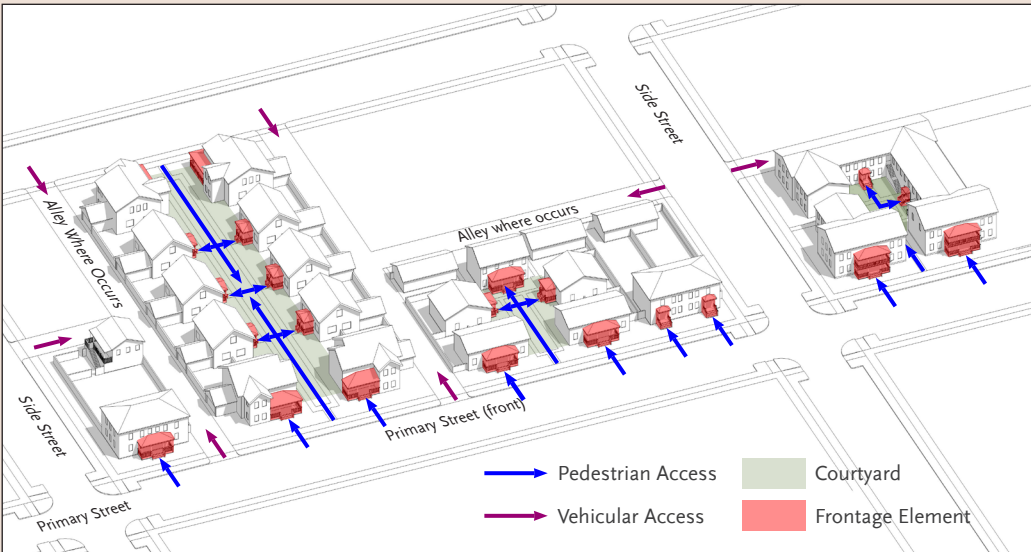 Side Street
Alley where occurs
Alley Where Occurs
Side Street
Primary Street (front)
Primary Street
Pedestrian Access
Courtyard
Vehicular Access
Frontage Element